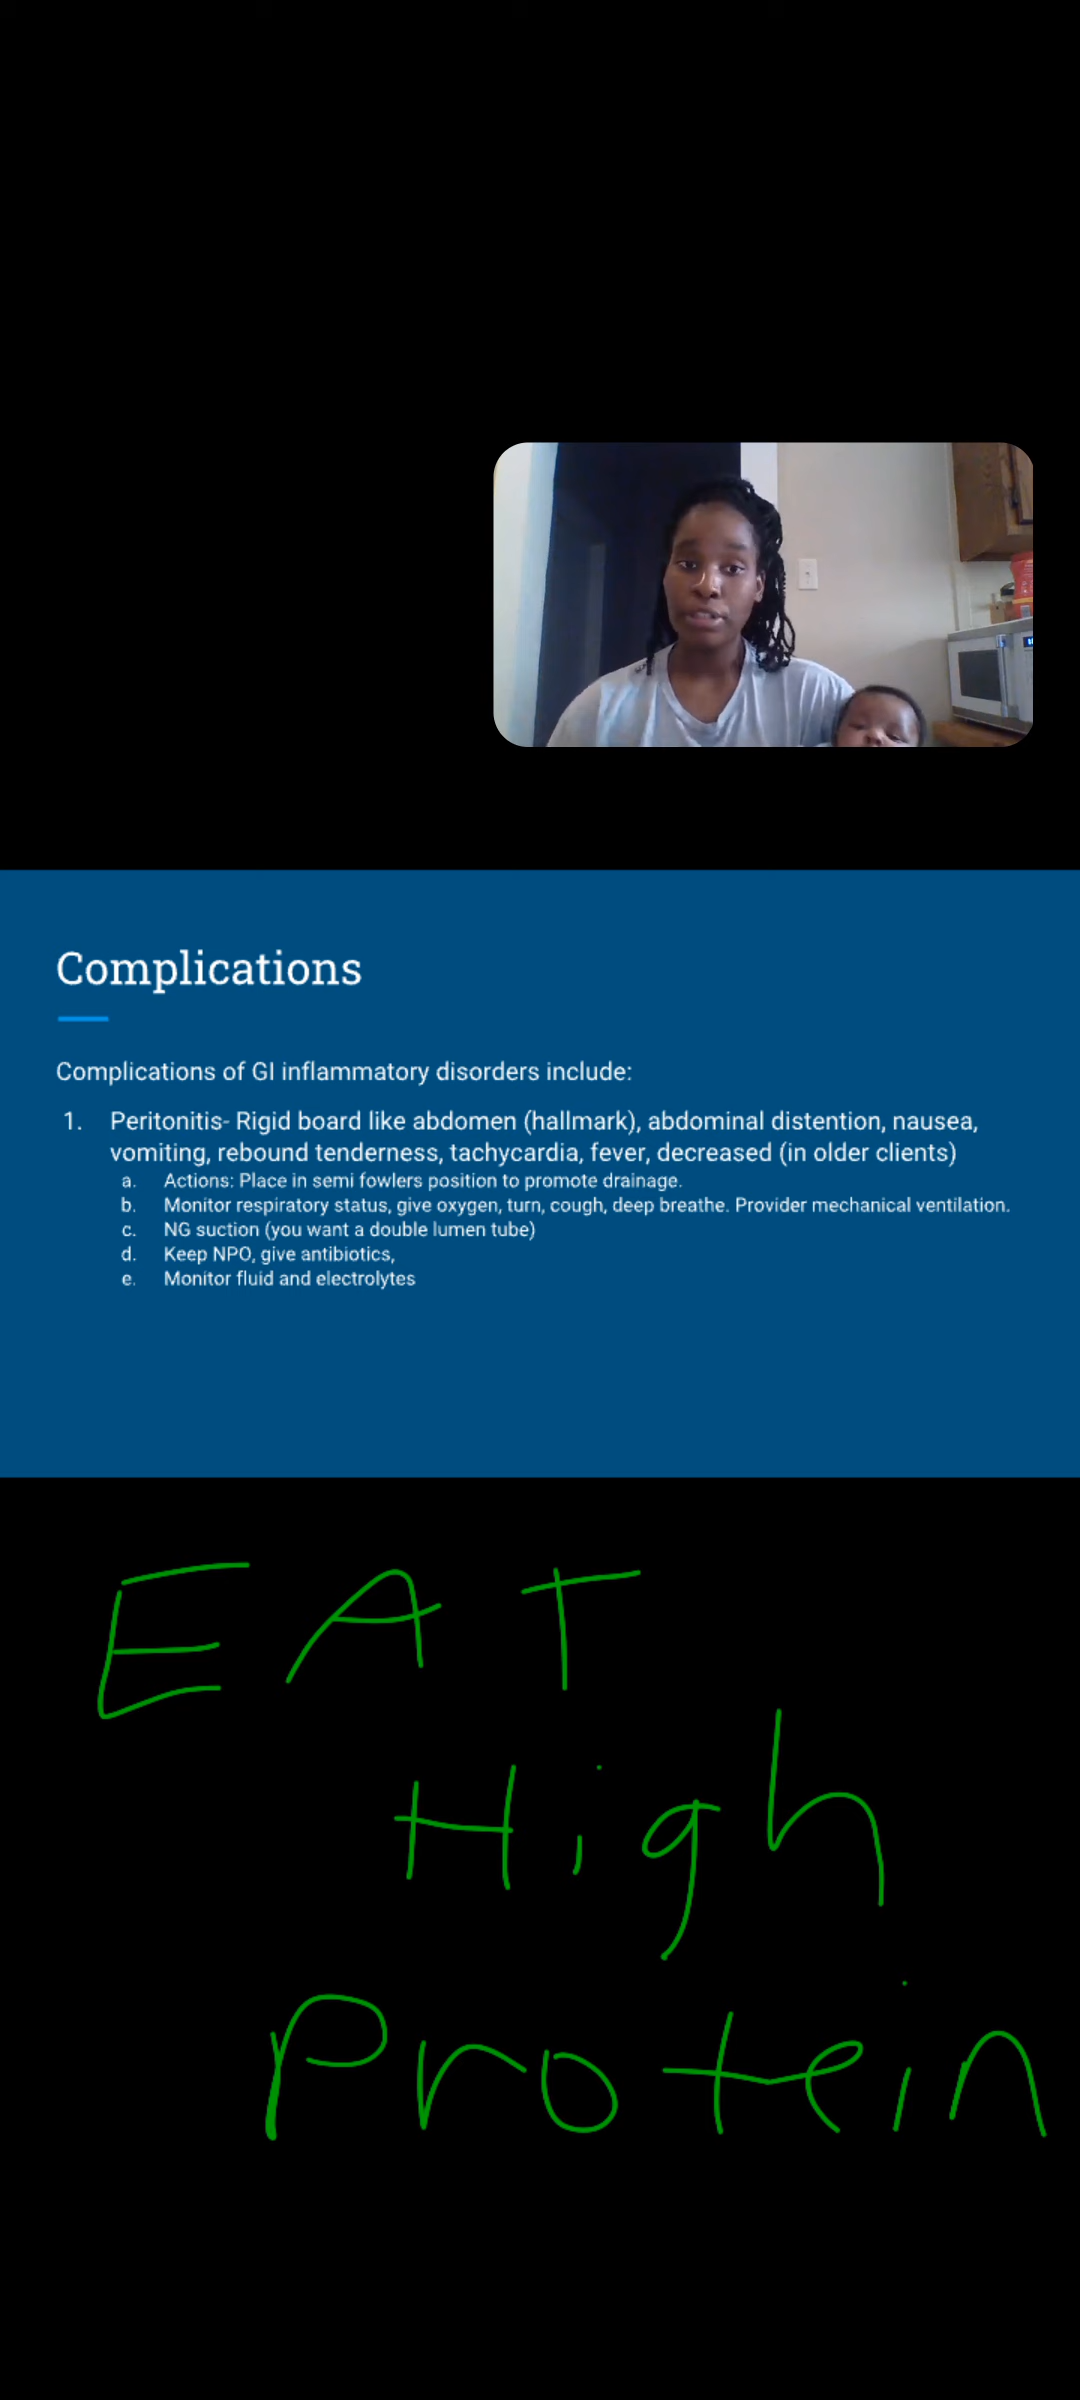 Complications
Complications of GI inflammatory disorders include:
1. Peritonitis- Rigid board like abdomen (hallmark), abdominal distention, nausea,
vomiting, rebound tenderness, tachycardia, fever, decreased (in older clients)
a. Actions: Place in semi fowlers position to promote drainage.
b. Monitor respiratory status, give oxygen, turn, cough, deep breathe. Provider mechanical ventilation.
c. NG suction (you want a double lumen tube)
d. Keep NPO, give antibiotics,
e. Monitor fluid and electrolytes
EAT
High
Protein